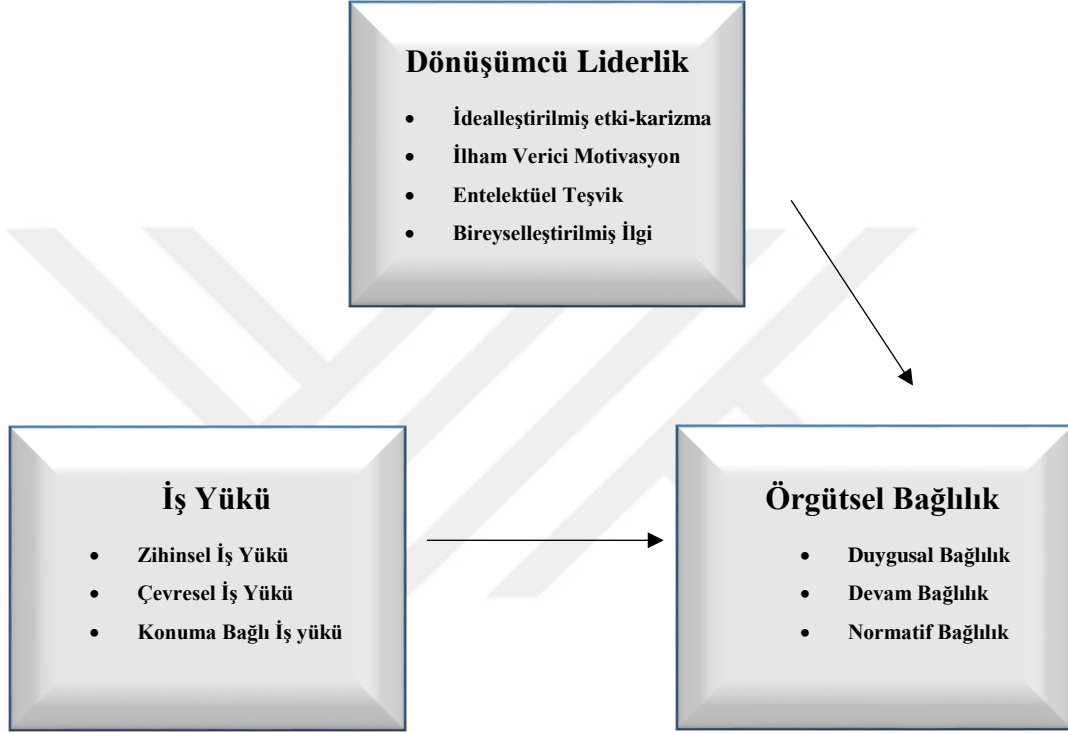 Dönüşümcü Liderlik
• İdealleştirilmiş etki-karizma
• İlham Verici Motivasyon
• Entelektüel Teşvik
• Bireyselleştirilmiş İlgi
İş Yükü
• Zihinsel İş Yükü
• Çevresel İş Yükü
• Konuma Bağlı İş yükü
Örgütsel Bağlılık
• Duygusal Bağlılık
• Devam Bağlılık
• Normatif Bağlılık